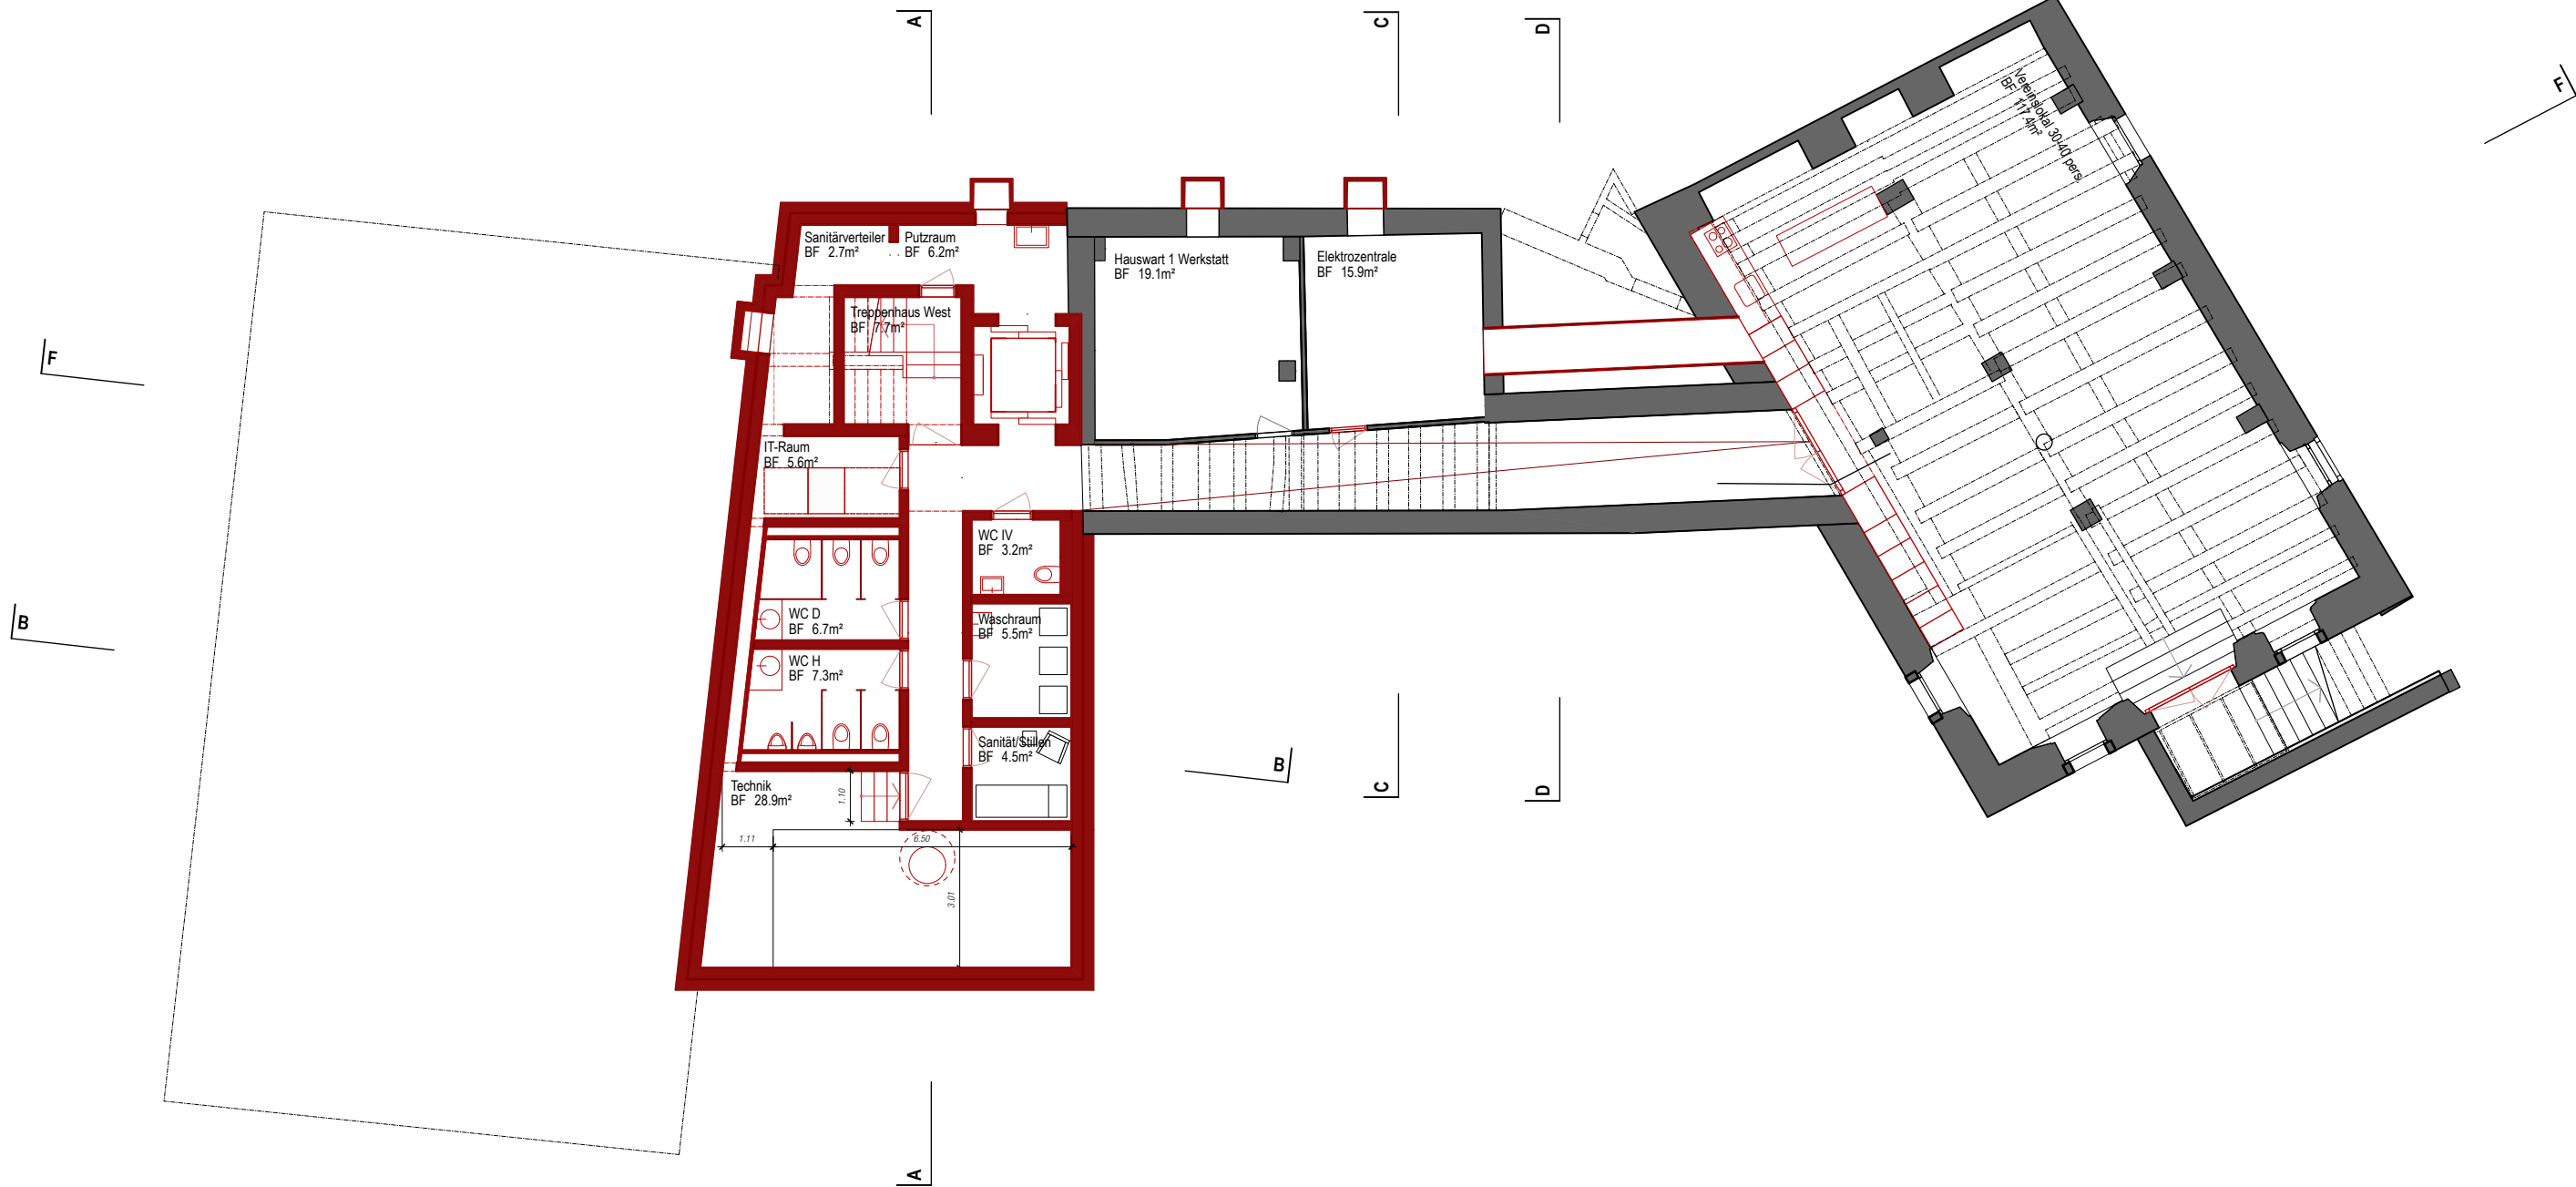 A
C
D
F
Vereinslokal 30-40 pers.
BF 117.4m²
Sanitärverteiler
BF 2.7m²
Putzraum
BF 6.2m²
Hauswart 1 Werkstatt
BF 19.1m²
Elektrozentrale
BF 15.9m²
Treppenhaus West
BF 7.7m²
F
IT-Raum
BF 5.6m²
WC IV
BF 3.2m²
B
WC D
BF 6.7m²
Waschraum
BF 5.5m²
WC H
BF 7.3m²
Sanität/Stillen
BF 4.5m²
B
C
D
Technik
BF 28.9m²
1.10
1.11
6.50
3.01
A